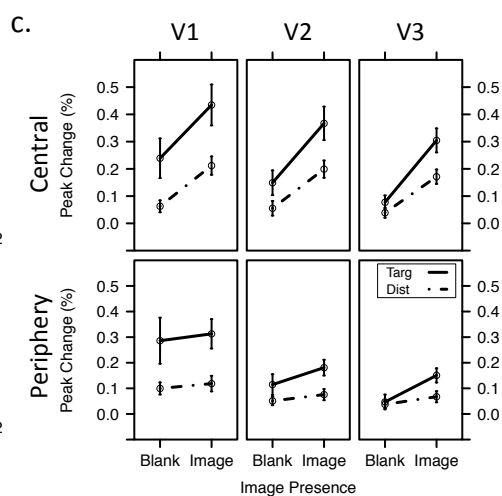 c.
V1 V2 V3
Central
Peak Change (%)
0.5 0.5
0.4 0.4
0.3 0.3
0.2 0.2
0.1 0.1
0.0 0.0
2
Periphery
Peak Change (%)
Targ
Dist
0.5 0.5
0.4 0.4
0.3 0.3
0.2 0.2
0.1 0.1
0.0 0.0
2
Blank Image Blank Image Blank Image
Image Presence